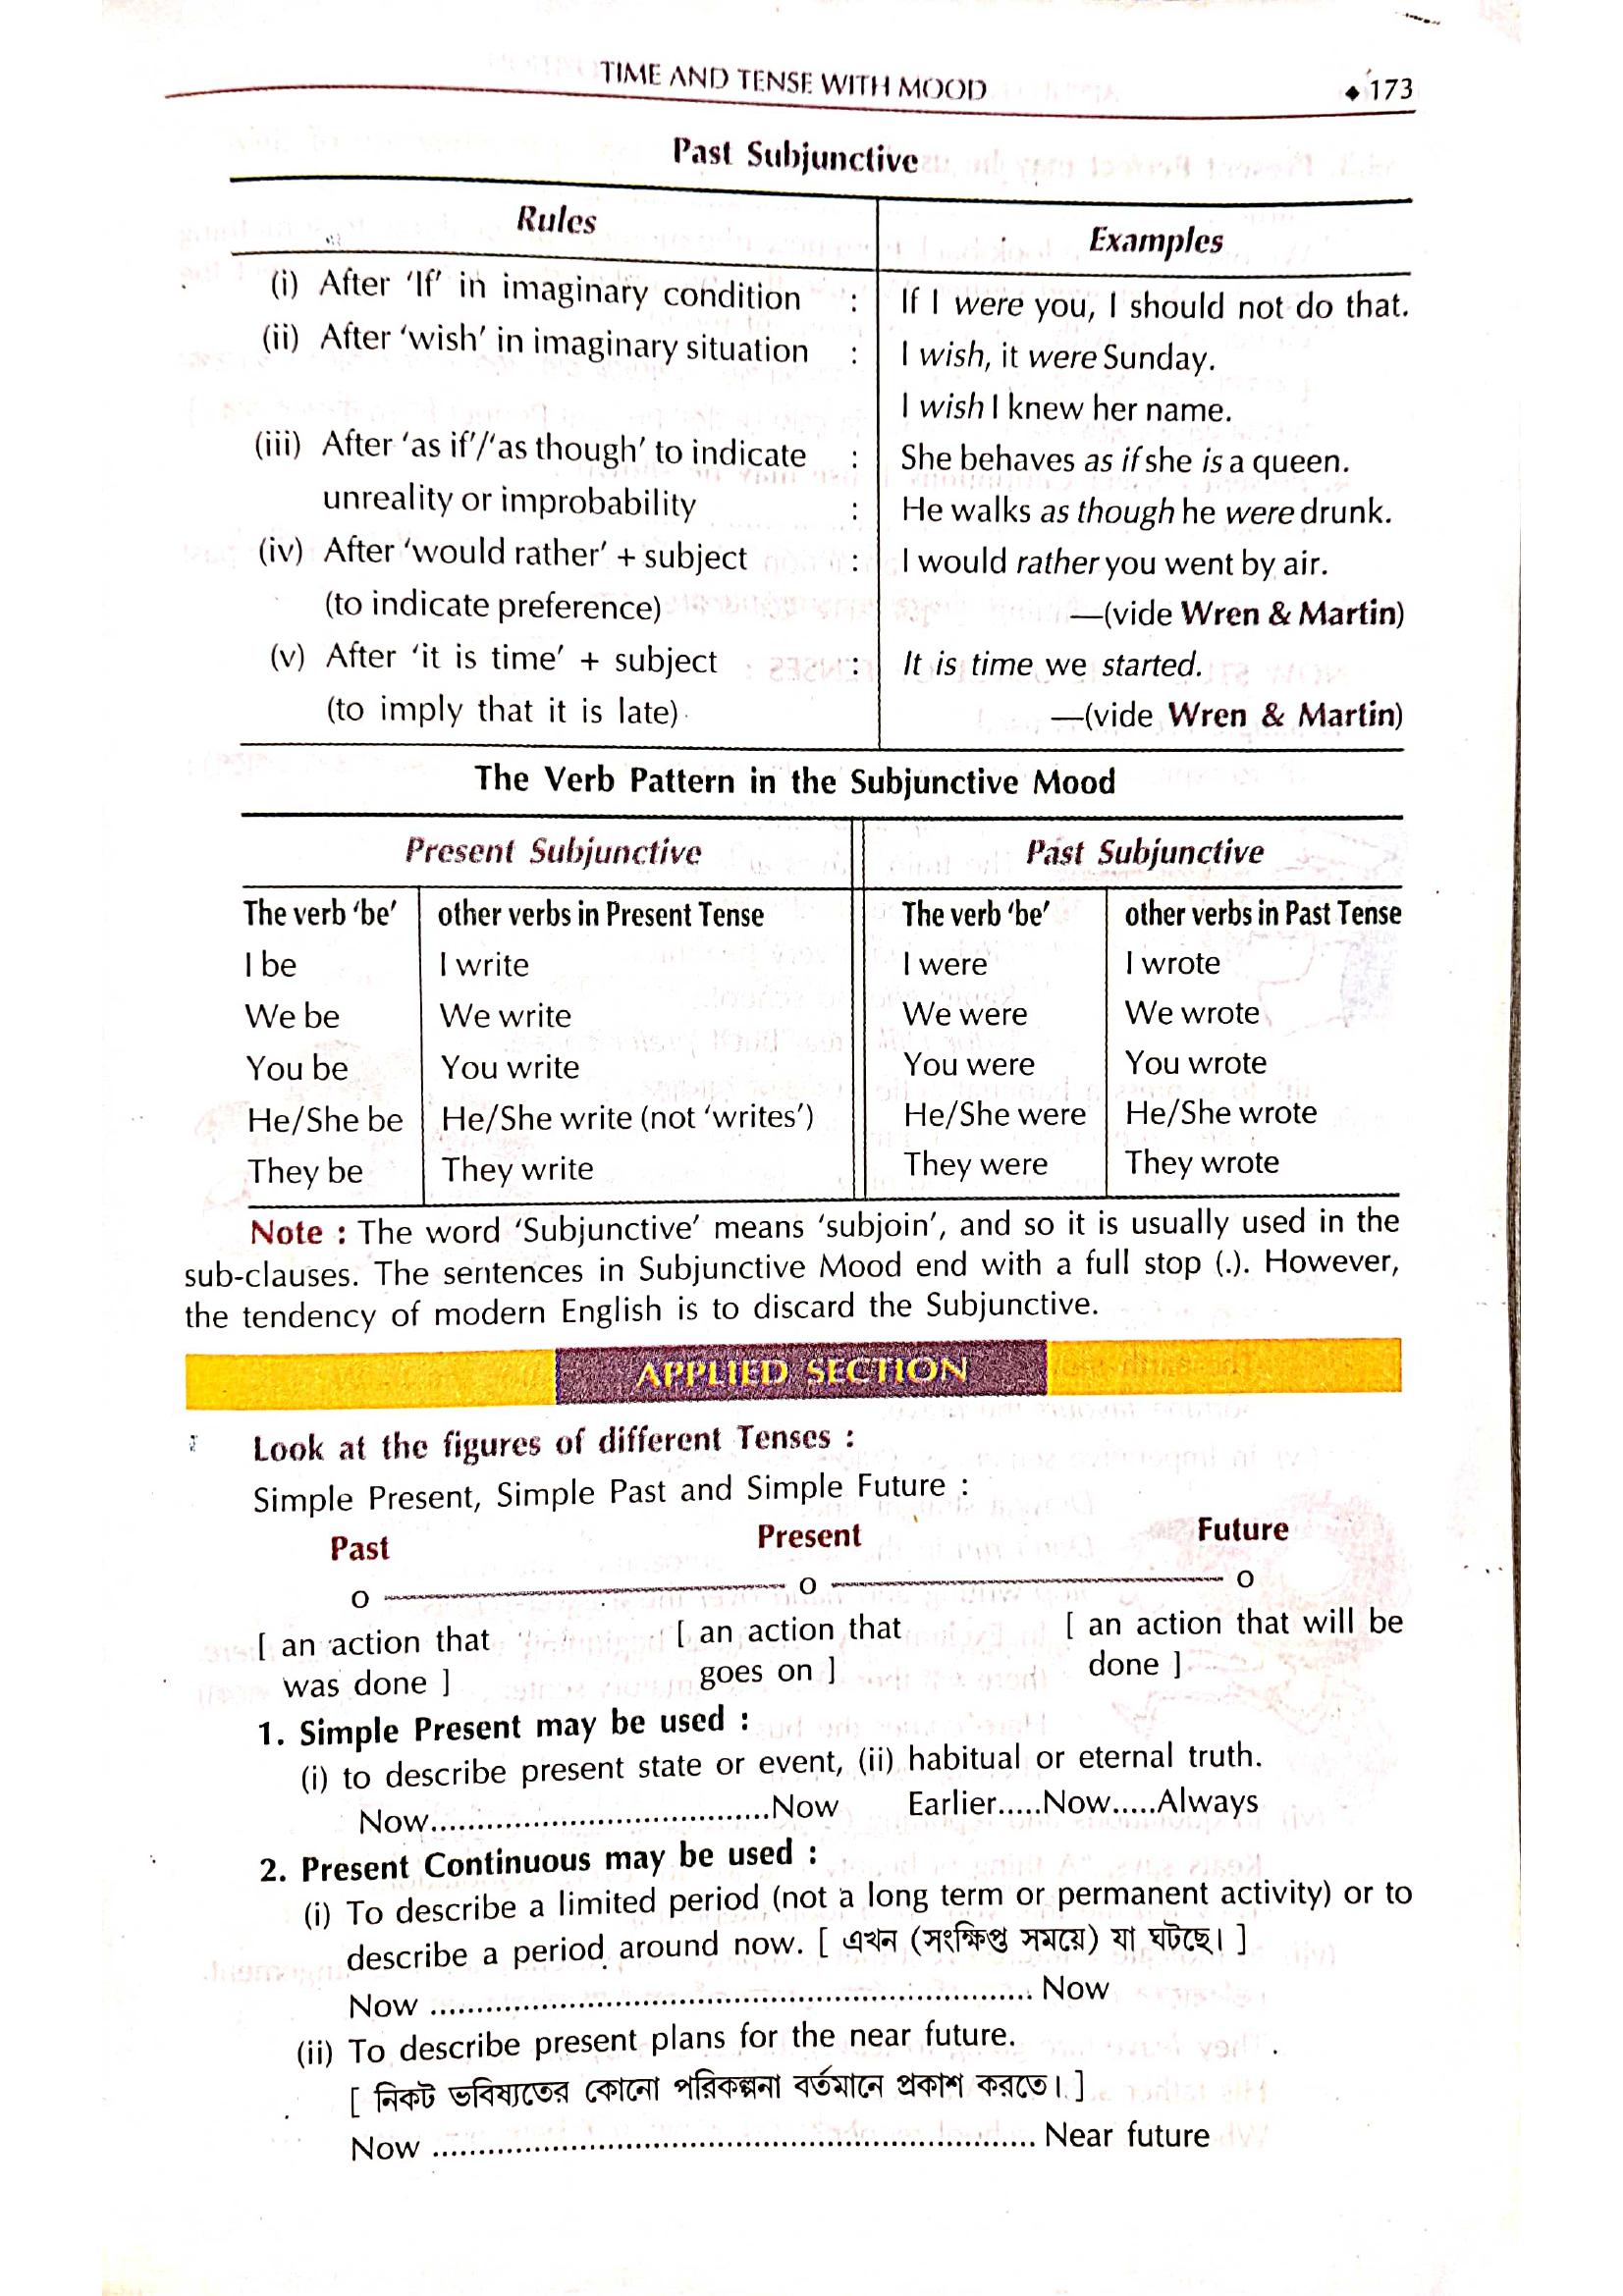 TIME AND TENSE WITH MOOD ◆ 173
Past Subjunctive
Rules Examples
(i) After ‘If’ in imaginary condition : If I were you, I should not do that.
(ii) After ‘wish’ in imaginary situation : I wish, it were Sunday.
I wish I knew her name.
(iii) After ‘as if’/‘as though’ to indicate : She behaves as if she is a queen.
unreality or improbability : He walks as though he were drunk.
(iv) After ‘would rather’ + subject : I would rather you went by air.
(to indicate preference) —(vide Wren & Martin)
(v) After ‘it is time’ + subject : It is time we started.
(to imply that it is late) —(vide Wren & Martin)
The Verb Pattern in the Subjunctive Mood
Present Subjunctive Past Subjunctive
The verb ‘be’ other verbs in Present Tense The verb ‘be’ other verbs in Past Tense
I be I write I were I wrote
We be We write We were We wrote
You be You write You were You wrote
He/She be He/She write (not ‘writes’) He/She were He/She wrote
They be They write They were They wrote
Note : The word ‘Subjunctive’ means ‘subjoin’, and so it is usually used in the
sub-clauses. The sentences in Subjunctive Mood end with a full stop (.). However,
the tendency of modern English is to discard the Subjunctive.
APPLIED SECTION
Look at the figures of different Tenses :
Simple Present, Simple Past and Simple Future :
Past Present Future
o ---------- o ---------- o
[ an action that [ an action that [ an action that will be
was done ] goes on ] done ]
1. Simple Present may be used :
(i) to describe present state or event, (ii) habitual or eternal truth.
Now....................................Now Earlier.....Now.....Always
2. Present Continuous may be used :
(i) To describe a limited period (not a long term or permanent activity) or to
describe a period around now. [ এখন (সংক্ষিপ্ত সময়ে) যা ঘটছে। ]
Now ................................................................ Now
(ii) To describe present plans for the near future.
[ নিকট ভবিষ্যতের কোনো পরিকল্পনা বর্তমানে প্রকাশ করতে। ]
Now ................................................................ Near future